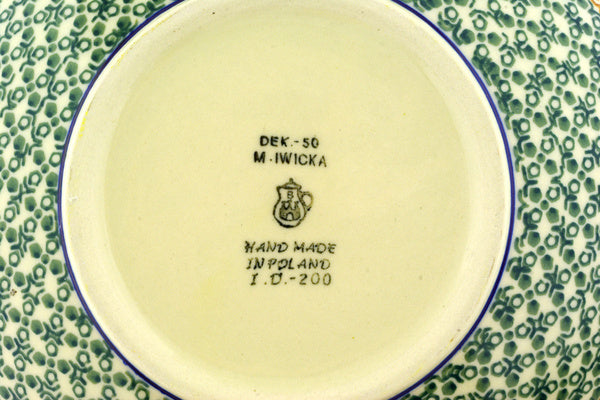 DEK.-50
M.IWICKA
B
HAND MADE
IN POLAND
I.D.-200